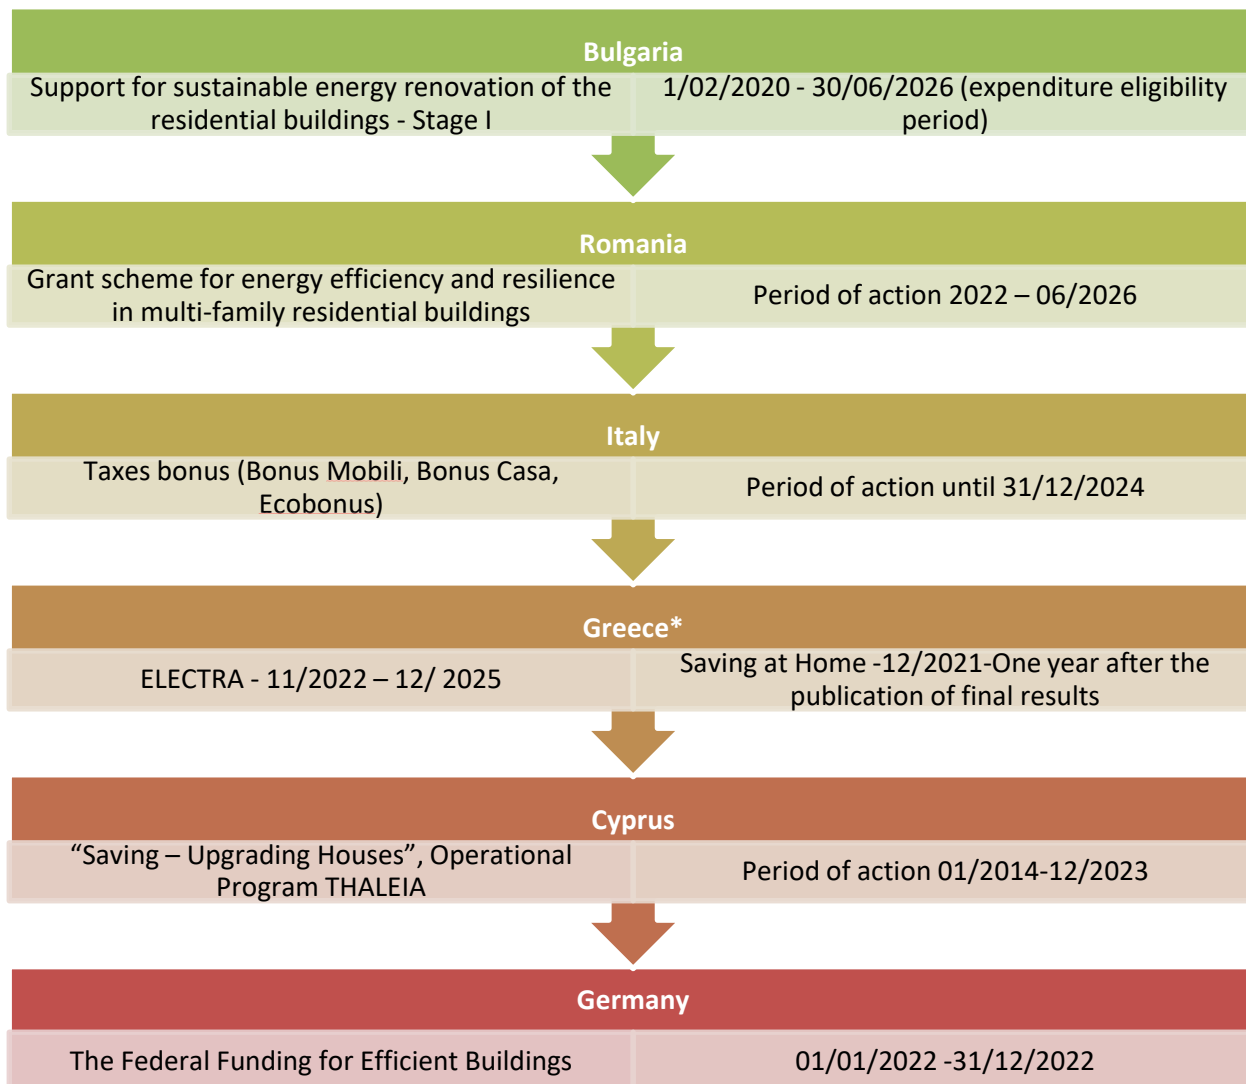 Bulgaria
Support for sustainable energy renovation of the
residential buildings - Stage I
1/02/2020 - 30/06/2026 (expenditure eligibility
period)
Romania
Grant scheme for energy efficiency and resilience
in multi-family residential buildings
Period of action 2022 – 06/2026
Italy
Taxes bonus (Bonus Mobili, Bonus Casa,
Ecobonus)
Period of action until 31/12/2024
Greece*
ELECTRA - 11/2022 – 12/ 2025
Saving at Home -12/2021-One year after the
publication of final results
Cyprus
“Saving – Upgrading Houses”, Operational
Program THALEIA
Period of action 01/2014-12/2023
Germany
The Federal Funding for Efficient Buildings
01/01/2022 -31/12/2022